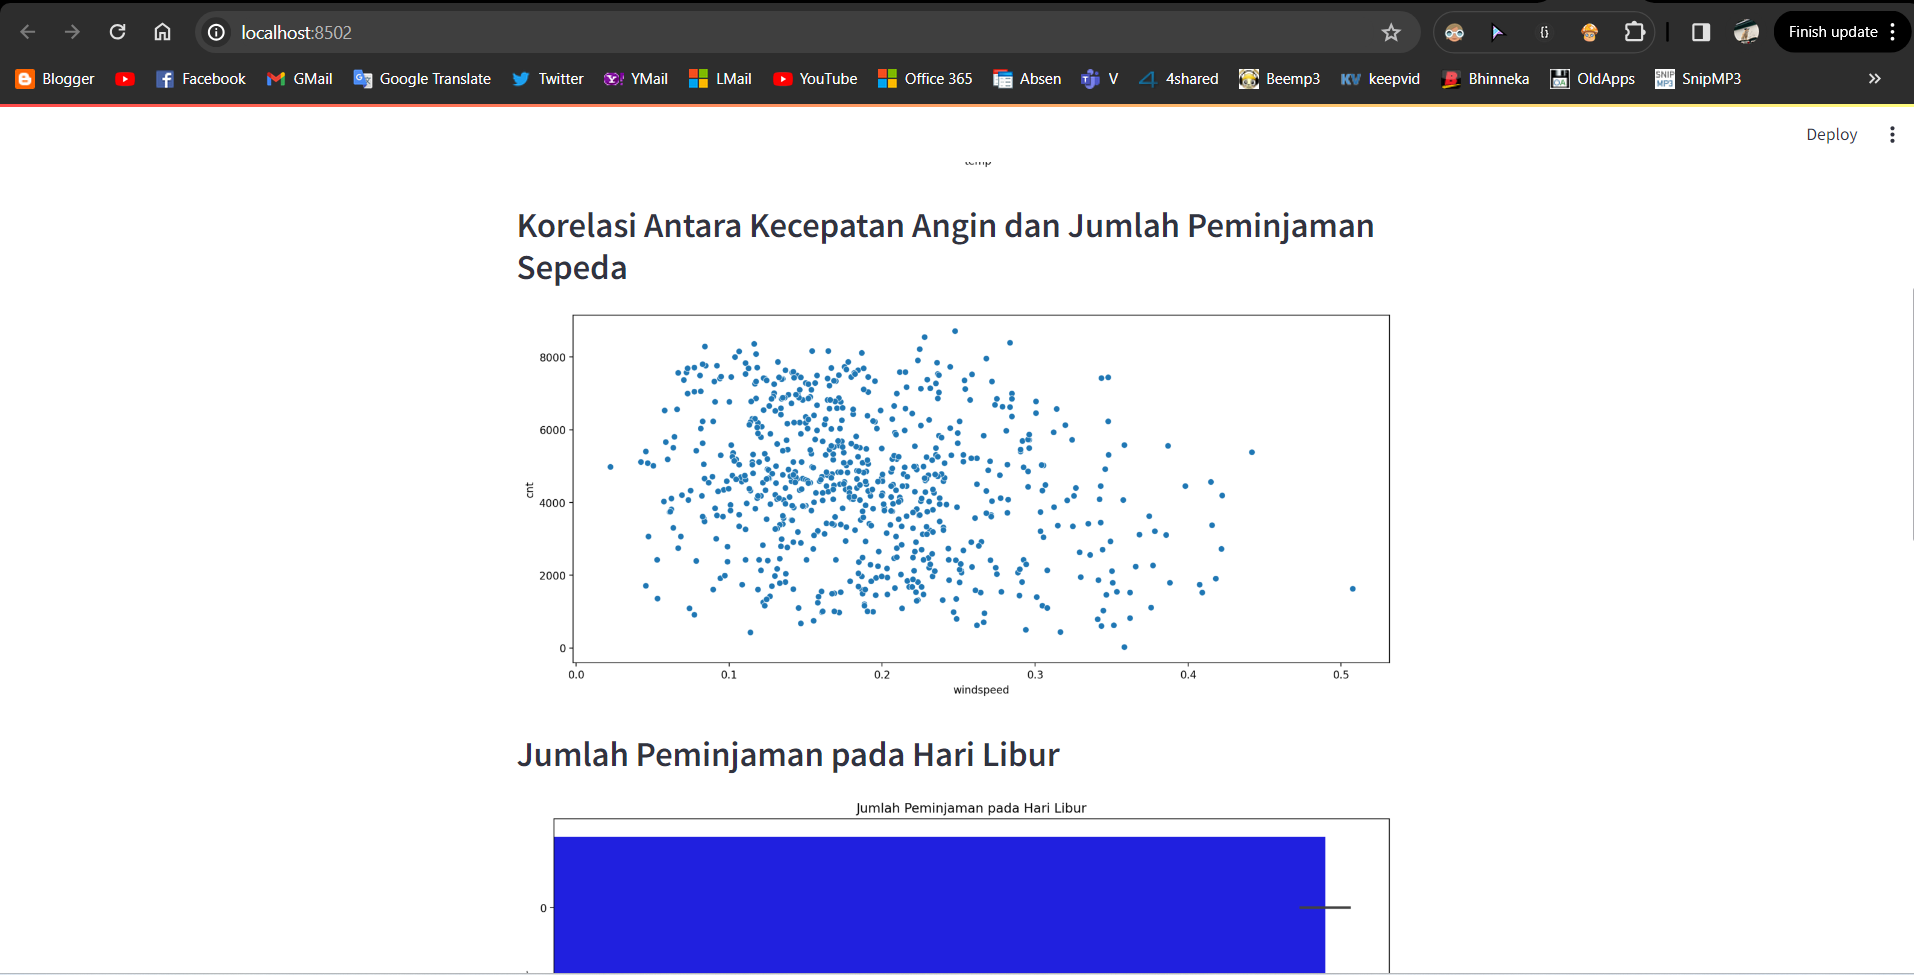 localhost:8502
Finish update
Blogger
Facebook
GMail
Google Translate
Twitter
YMail
LMail
YouTube
Office 365
Absen
V
4shared
Beemp3
keepvid
Bhinneka
OldApps
SnipMP3
Deploy
temp
Korelasi Antara Kecepatan Angin dan Jumlah Peminjaman
Sepeda
8000
6000
4000
2000
0
cnt
0.0 0.1 0.2 0.3 0.4 0.5
windspeed
Jumlah Peminjaman pada Hari Libur
Jumlah Peminjaman pada Hari Libur
0